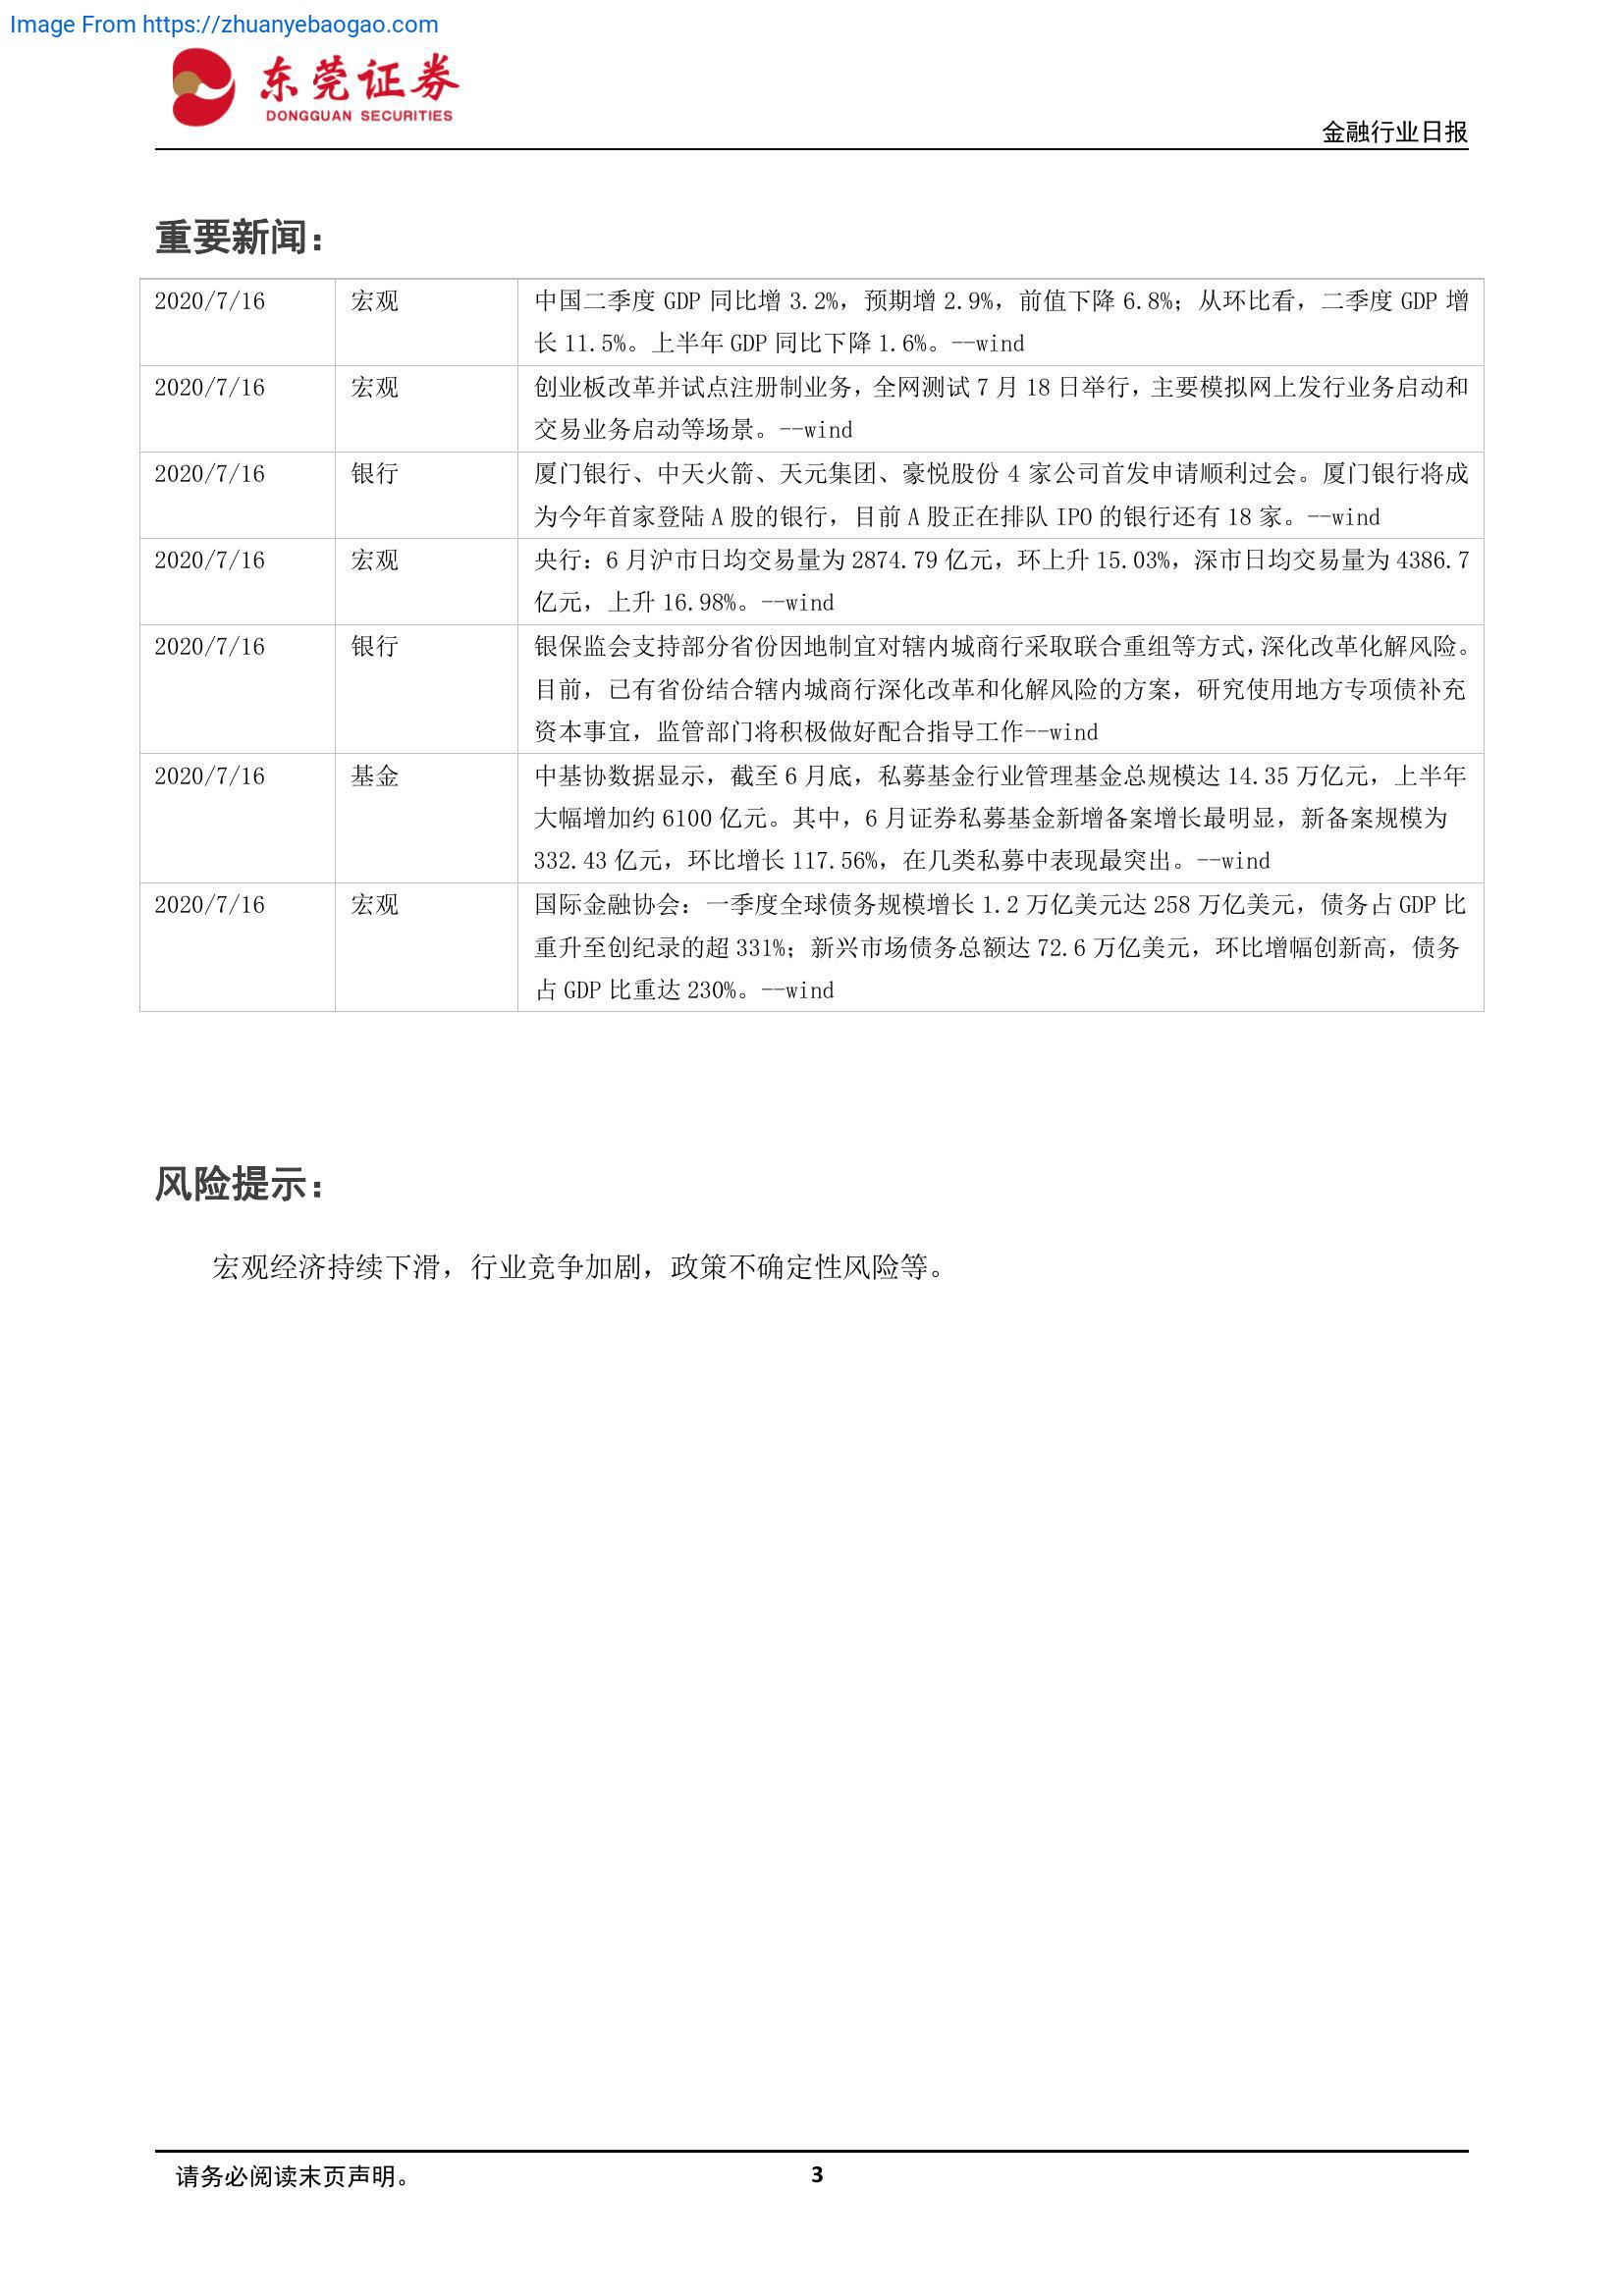 Image From https://zhuanyebaogao.com
东莞证券
DONGGUAN SECURITIES
金融行业日报
重要新闻：
2020/7/16 宏观 中国二季度 GDP 同比增 3.2%，预期增 2.9%，前值下降 6.8%；从环比看，二季度 GDP 增
长 11.5%。上半年 GDP 同比下降 1.6%。--wind
2020/7/16 宏观 创业板改革并试点注册制业务，全网测试 7 月 18 日举行，主要模拟网上发行业务启动和
交易业务启动等场景。--wind
2020/7/16 银行 厦门银行、中天火箭、天元集团、豪悦股份 4 家公司首发申请顺利过会。厦门银行将成
为今年首家登陆 A 股的银行，目前 A 股正在排队 IPO 的银行还有 18 家。--wind
2020/7/16 宏观 央行：6 月沪市日均交易量为 2874.79 亿元，环上升 15.03%，深市日均交易量为 4386.7
亿元，上升 16.98%。--wind
2020/7/16 银行 银保监会支持部分省份因地制宜对辖内城商行采取联合重组等方式，深化改革化解风险。
目前，已有省份结合辖内城商行深化改革和化解风险的方案，研究使用地方专项债补充
资本事宜，监管部门将积极做好配合指导工作--wind
2020/7/16 基金 中基协数据显示，截至 6 月底，私募基金行业管理基金总规模达 14.35 万亿元，上半年
大幅增加约 6100 亿元。其中，6 月证券私募基金新增备案增长最明显，新备案规模为
332.43 亿元，环比增长 117.56%，在几类私募中表现最突出。--wind
2020/7/16 宏观 国际金融协会：一季度全球债务规模增长 1.2 万亿美元达 258 万亿美元，债务占 GDP 比
重升至创纪录的超 331%；新兴市场债务总额达 72.6 万亿美元，环比增幅创新高，债务
占 GDP 比重达 230%。--wind
风险提示：
宏观经济持续下滑，行业竞争加剧，政策不确定性风险等。
请务必阅读末页声明。
3